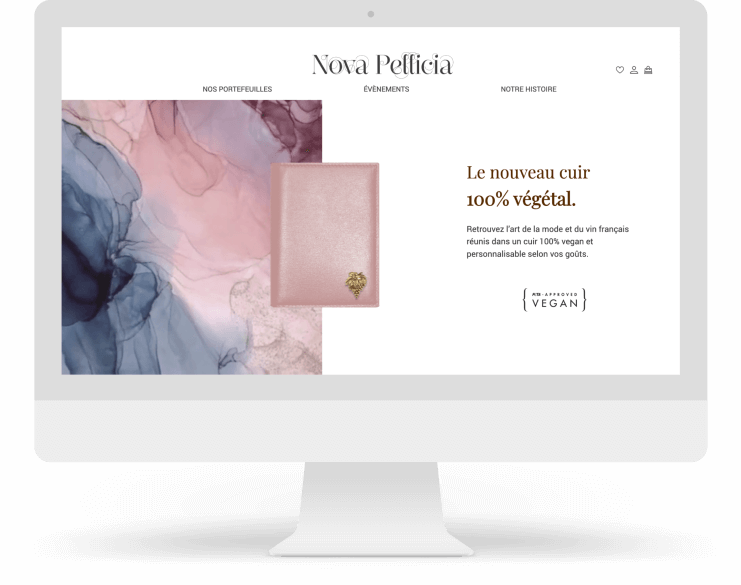 Nova Pellicia
NOS PORTEFEUILLES
ÉVÈNEMENTS
NOTRE HISTOIRE
Le nouveau cuir
100% végétal.
Retrouvez l'art de la mode et du vin français
réunis dans un cuir 100% vegan et
personnalisable selon vos goûts.
PETA-APPROVED
VEGAN